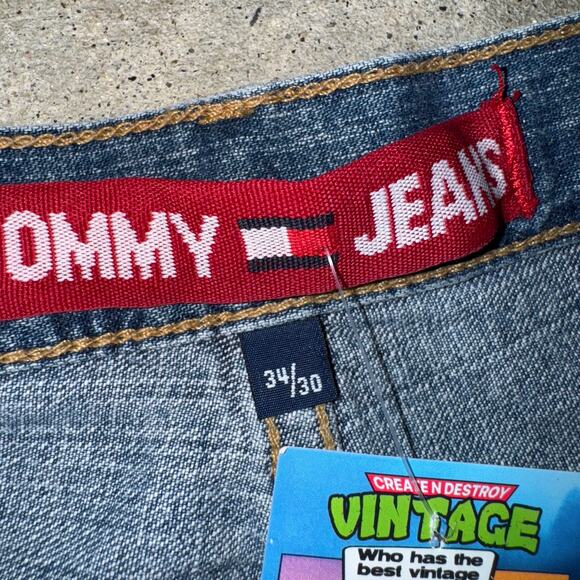 OMMY JEANS
34/30
CREATE N DESTROY
VINTAGE
Who has the
best vintage